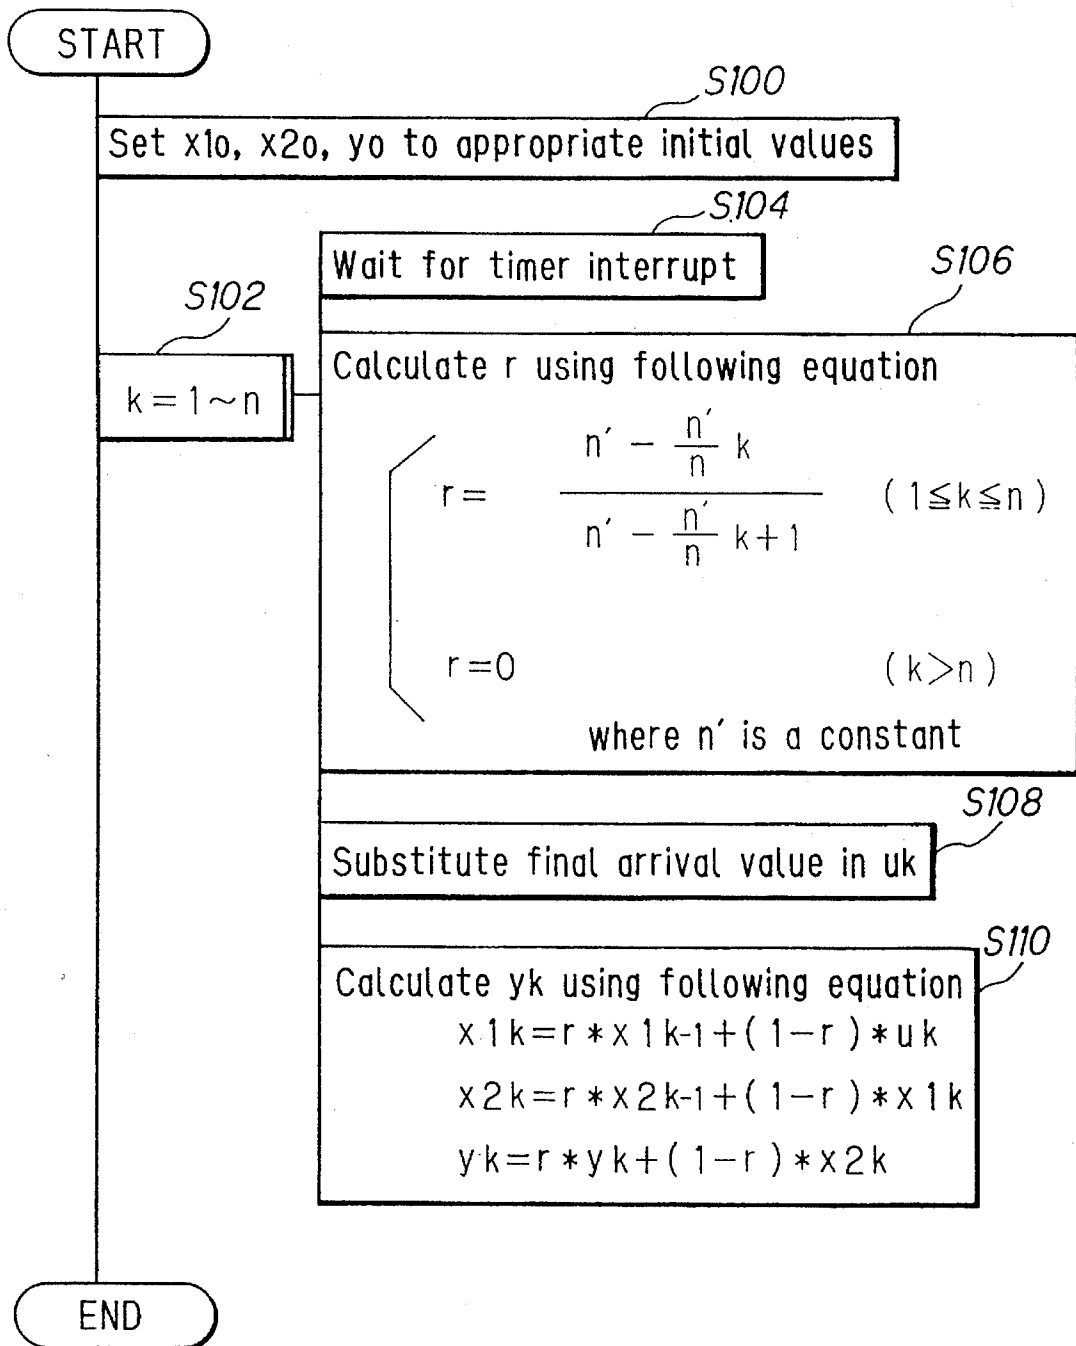 START
S100
Set x1o, x2o, yo to appropriate initial values
S104
Wait for timer interrupt
S102
k=1~n
S106
Calculate r using following equation
r= (n′ − n′/n k) / (n′ − n′/n k+1) (1≦k≦n)
r=0 (k>n)
where n′ is a constant
S108
Substitute final arrival value in uk
S110
Calculate yk using following equation
x1k=r*x1k-1+(1−r)*uk
x2k=r*x2k-1+(1−r)*x1k
yk=r*yk+(1−r)*x2k
END